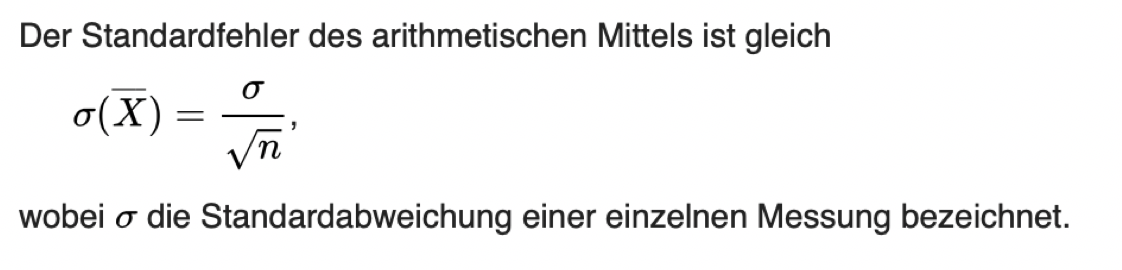 Der Standardfehler des arithmetischen Mittels ist gleich
σ(X̅) = σ/√n,
wobei σ die Standardabweichung einer einzelnen Messung bezeichnet.